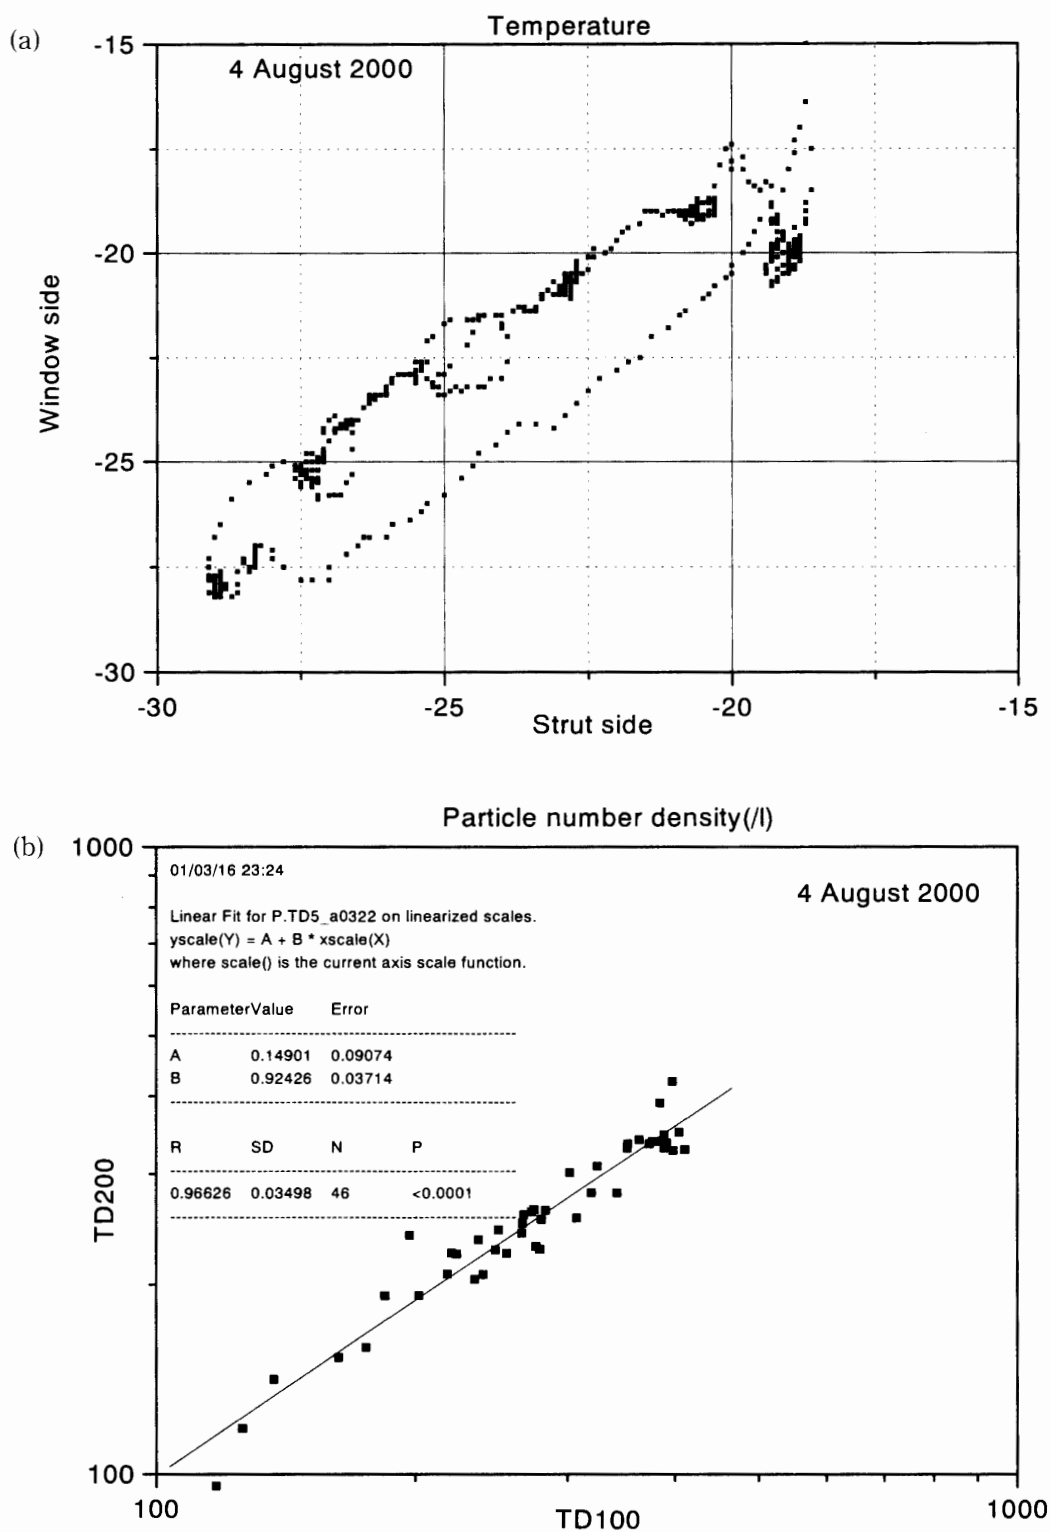 (a)
Temperature
4 August 2000
-15
-20
-25
-30
Window side
-30 -25 -20 -15
Strut side
(b)
Particle number density(/l)
1000
01/03/16 23:24
4 August 2000
Linear Fit for P.TD5_a0322 on linearized scales.
yscale(Y) = A + B * xscale(X)
where scale() is the current axis scale function.
ParameterValue Error
A 0.14901 0.09074
B 0.92426 0.03714
R SD N P
0.96626 0.03498 46 <0.0001
TD200
100
100 1000
TD100